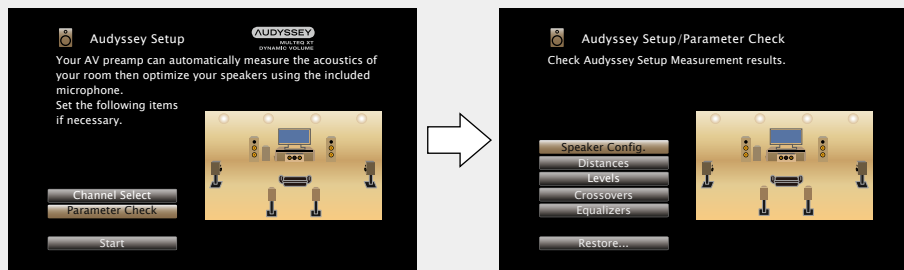 Audyssey Setup
AUDYSSEY
MULTEQ XT
DYNAMIC VOLUME
Your AV preamp can automatically measure the acoustics of
your room then optimize your speakers using the included
microphone.
Set the following items
if necessary.
Channel Select
Parameter Check
Start
Audyssey Setup/Parameter Check
Check Audyssey Setup Measurement results.
Speaker Config.
Distances
Levels
Crossovers
Equalizers
Restore...